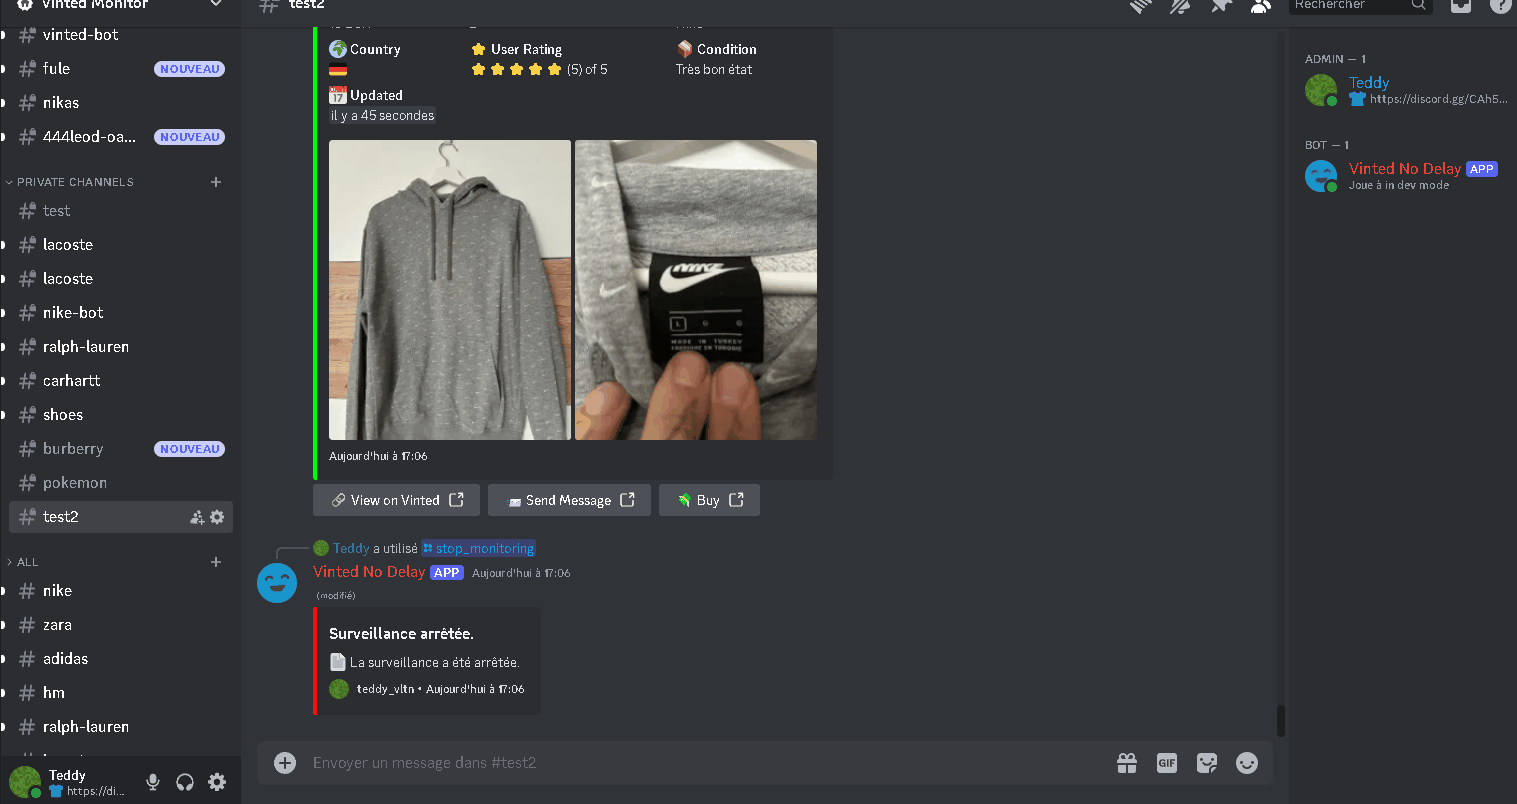 Vinted Monitor
vinted-bot
fule
NOUVEAU
nikas
444leod-oa...
NOUVEAU
PRIVATE CHANNELS
test
lacoste
lacoste
nike-bot
ralph-lauren
carhartt
shoes
burberry
NOUVEAU
pokemon
test2
ALL
nike
zara
adidas
hm
ralph-lauren
Teddy
https://di...
test2
Rechercher
Country
User Rating
Condition
(5) of 5
Très bon état
17
Updated
il y a 45 secondes
NIKE
L G G
MADE IN TURKEY
Aujourd'hui à 17:06
View on Vinted
Send Message
Buy
Teddy a utilisé stop_monitoring
Vinted No Delay APP Aujourd'hui à 17:06
(modifié)
Surveillance arrêtée.
La surveillance a été arrêtée.
teddy_vltn • Aujourd'hui à 17:06
Envoyer un message dans #test2
GIF
ADMIN — 1
Teddy
https://discord.gg/CAh5...
BOT — 1
Vinted No Delay APP
Joue à in dev mode